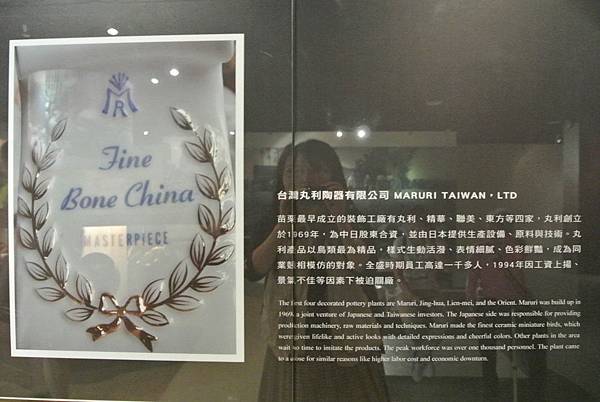 MR
Fine
Bone China
MASTERPIECE
台灣丸利陶器有限公司 MARURI TAIWAN, LTD
苗栗最早成立的裝飾工廠有丸利、精華、聯美、東方等四家，丸利創立
於1969年，為中日股東合資，並由日本提供生產設備、原料與技術。丸
利產品以鳥類最為精品，樣式生動活潑、表情細膩、色彩鮮豔，成為同
業競相模仿的對象。全盛時期員工高達一千多人，1994年因工資上揚、
景氣不佳等因素下被迫關廠。
The first four decorated pottery plants are Maruri, Jing-hua, Lien-mei, and the Orient. Maruri was build up in
1969, a joint venture of Japanese and Taiwanese investors. The Japanese side was responsible for providing
production machinery, raw materials and techniques. Maruri made the finest ceramic miniature birds, which
were given lifelike and active looks with detailed expressions and cheerful colors. Other plants in the area
wait no time to imitate the products. The peak workforce was over one thousand personnel. The plant came
to a close for similar reasons like higher labor cost and economic downturn.